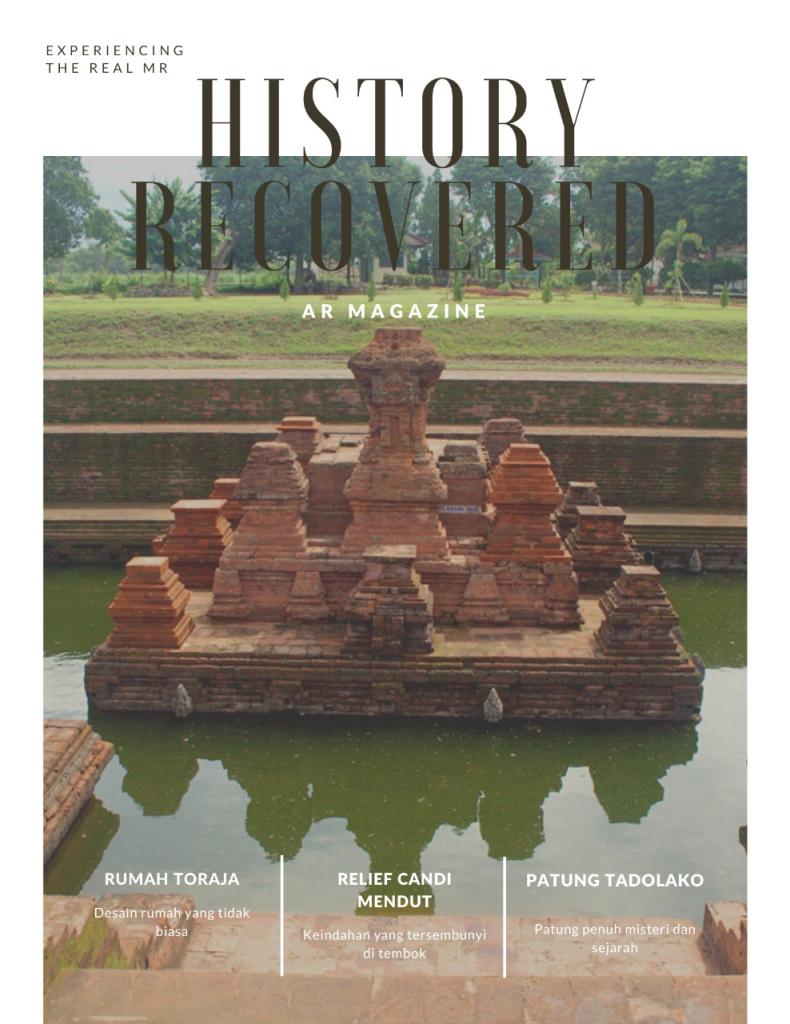 EXPERIENCING
THE REAL MR
HISTORY
RECOVERED
AR MAGAZINE
RUMAH TORAJA
Desain rumah yang tidak
biasa
RELIEF CANDI
MENDUT
Keindahan yang tersembunyi
di tembok
PATUNG TADOLAKO
Patung penuh misteri dan
sejarah